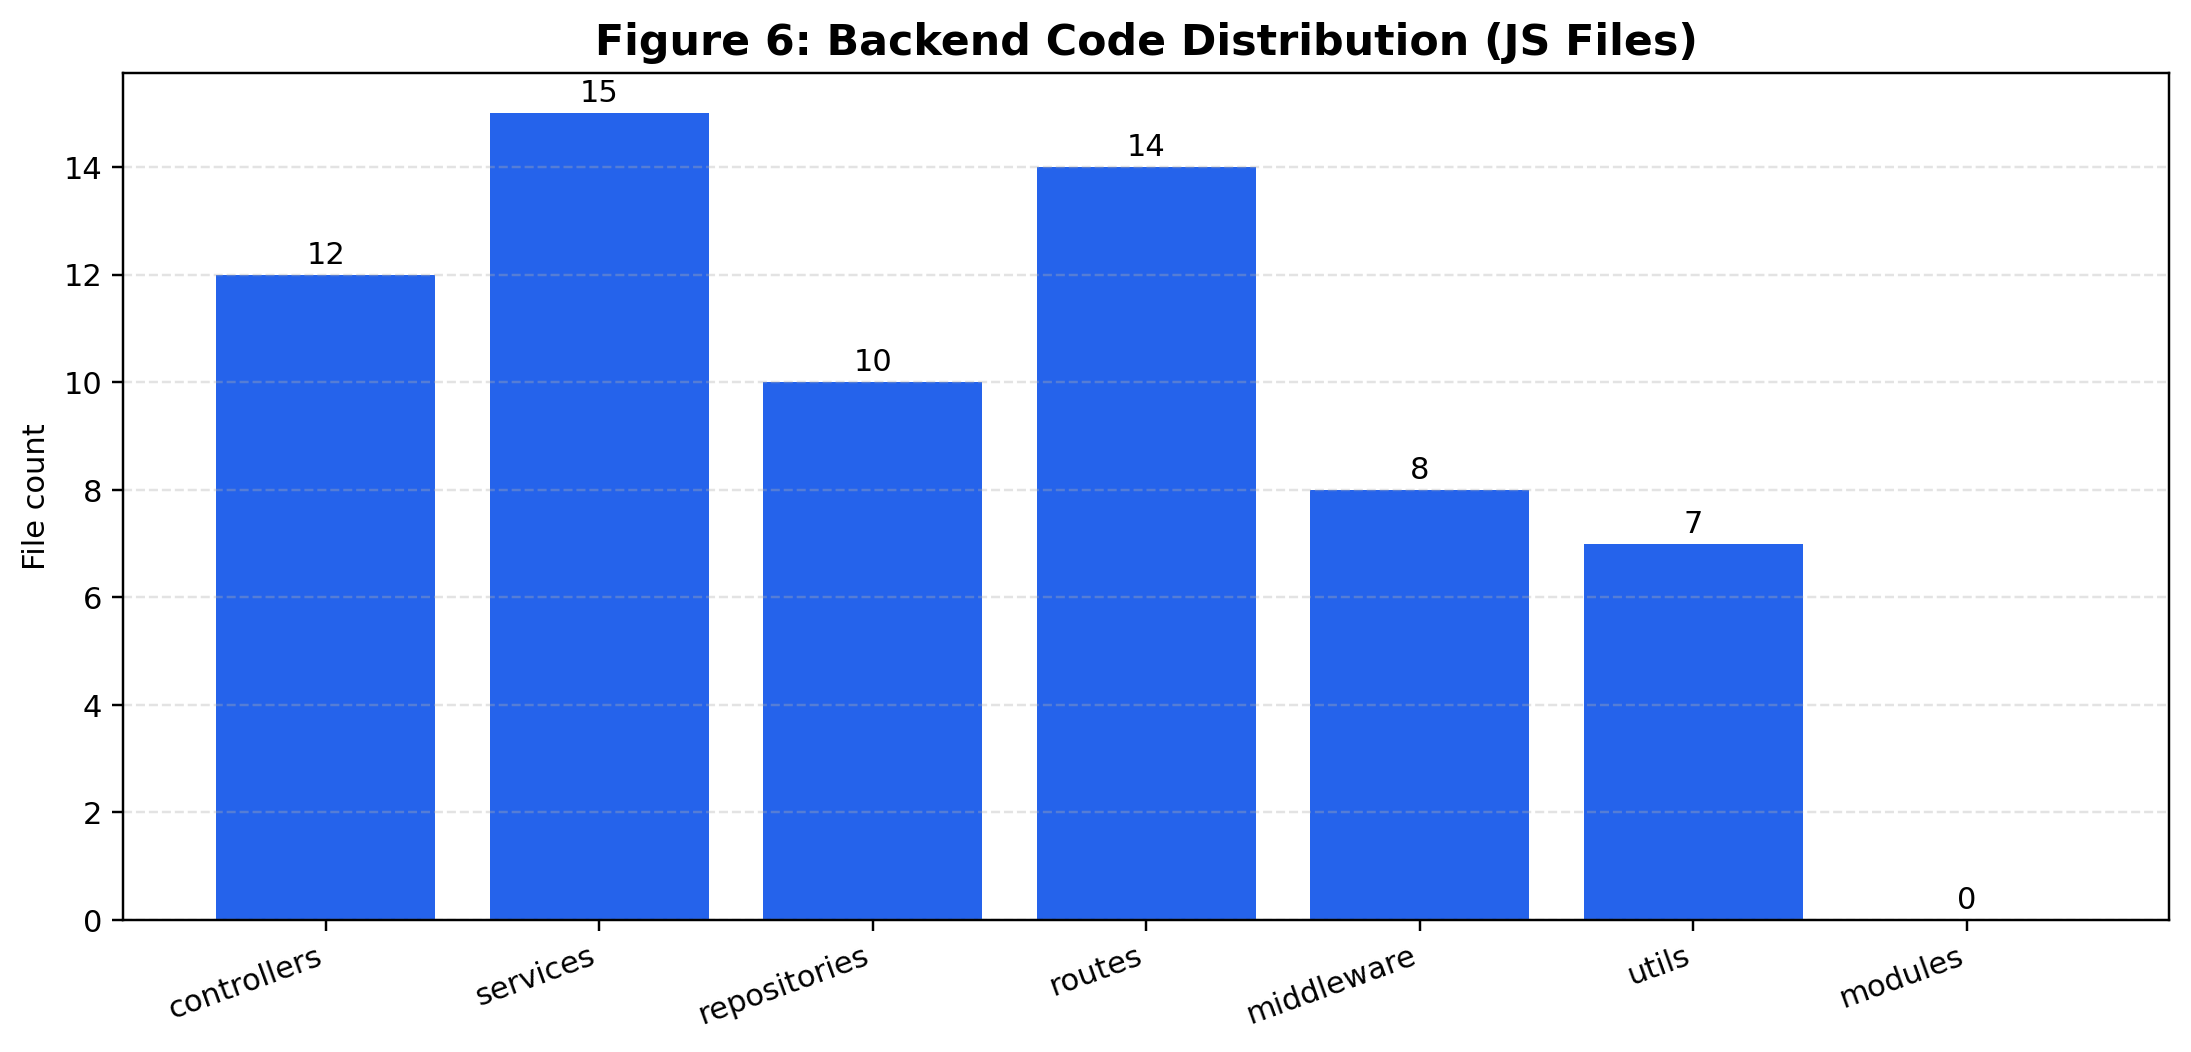 Figure 6: Backend Code Distribution (JS Files)
15
14
14
12
12
10
10
8
8
7
6
4
2
0
0
File count
controllers
services
repositories
routes
middleware
utils
modules